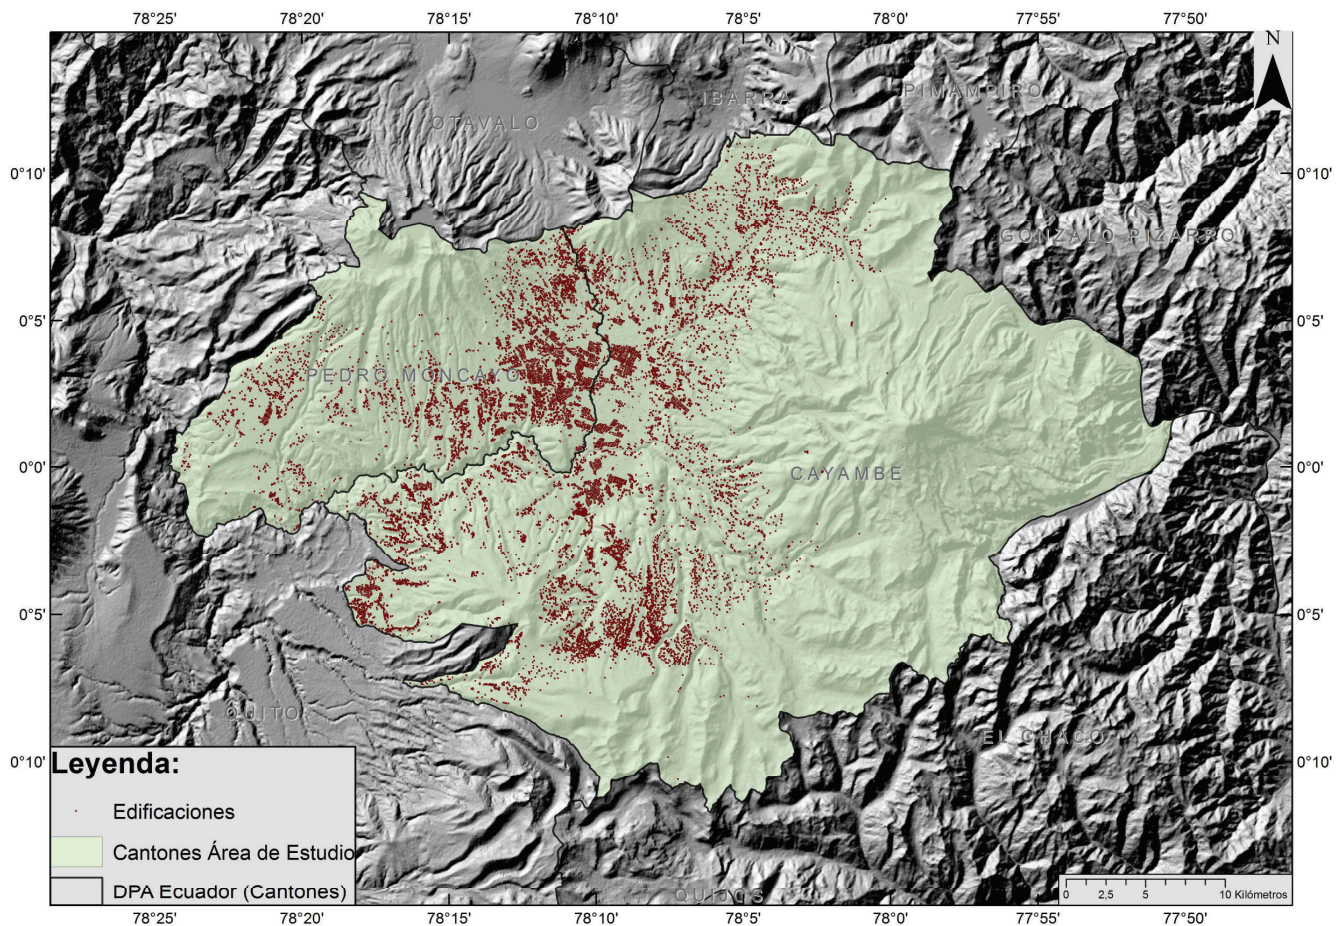 78°25' 78°20' 78°15' 78°10' 78°5' 78°0' 77°55' 77°50'
N
IBARRA
PIMAMPIRO
OTAVALO
0°10' 0°10'
GONZALO PIZARRO
0°5' 0°5'
PEDRO MONCAYO
0°0' 0°0'
CAYAMBE
0°5' 0°5'
QUITO
EL CHACO
0°10' 0°10'
Leyenda:
Edificaciones
Cantones Área de Estudio
DPA Ecuador (Cantones)
QUIJOS
0 2,5 5 10 Kilómetros
78°25' 78°20' 78°15' 78°10' 78°5' 78°0' 77°55' 77°50'